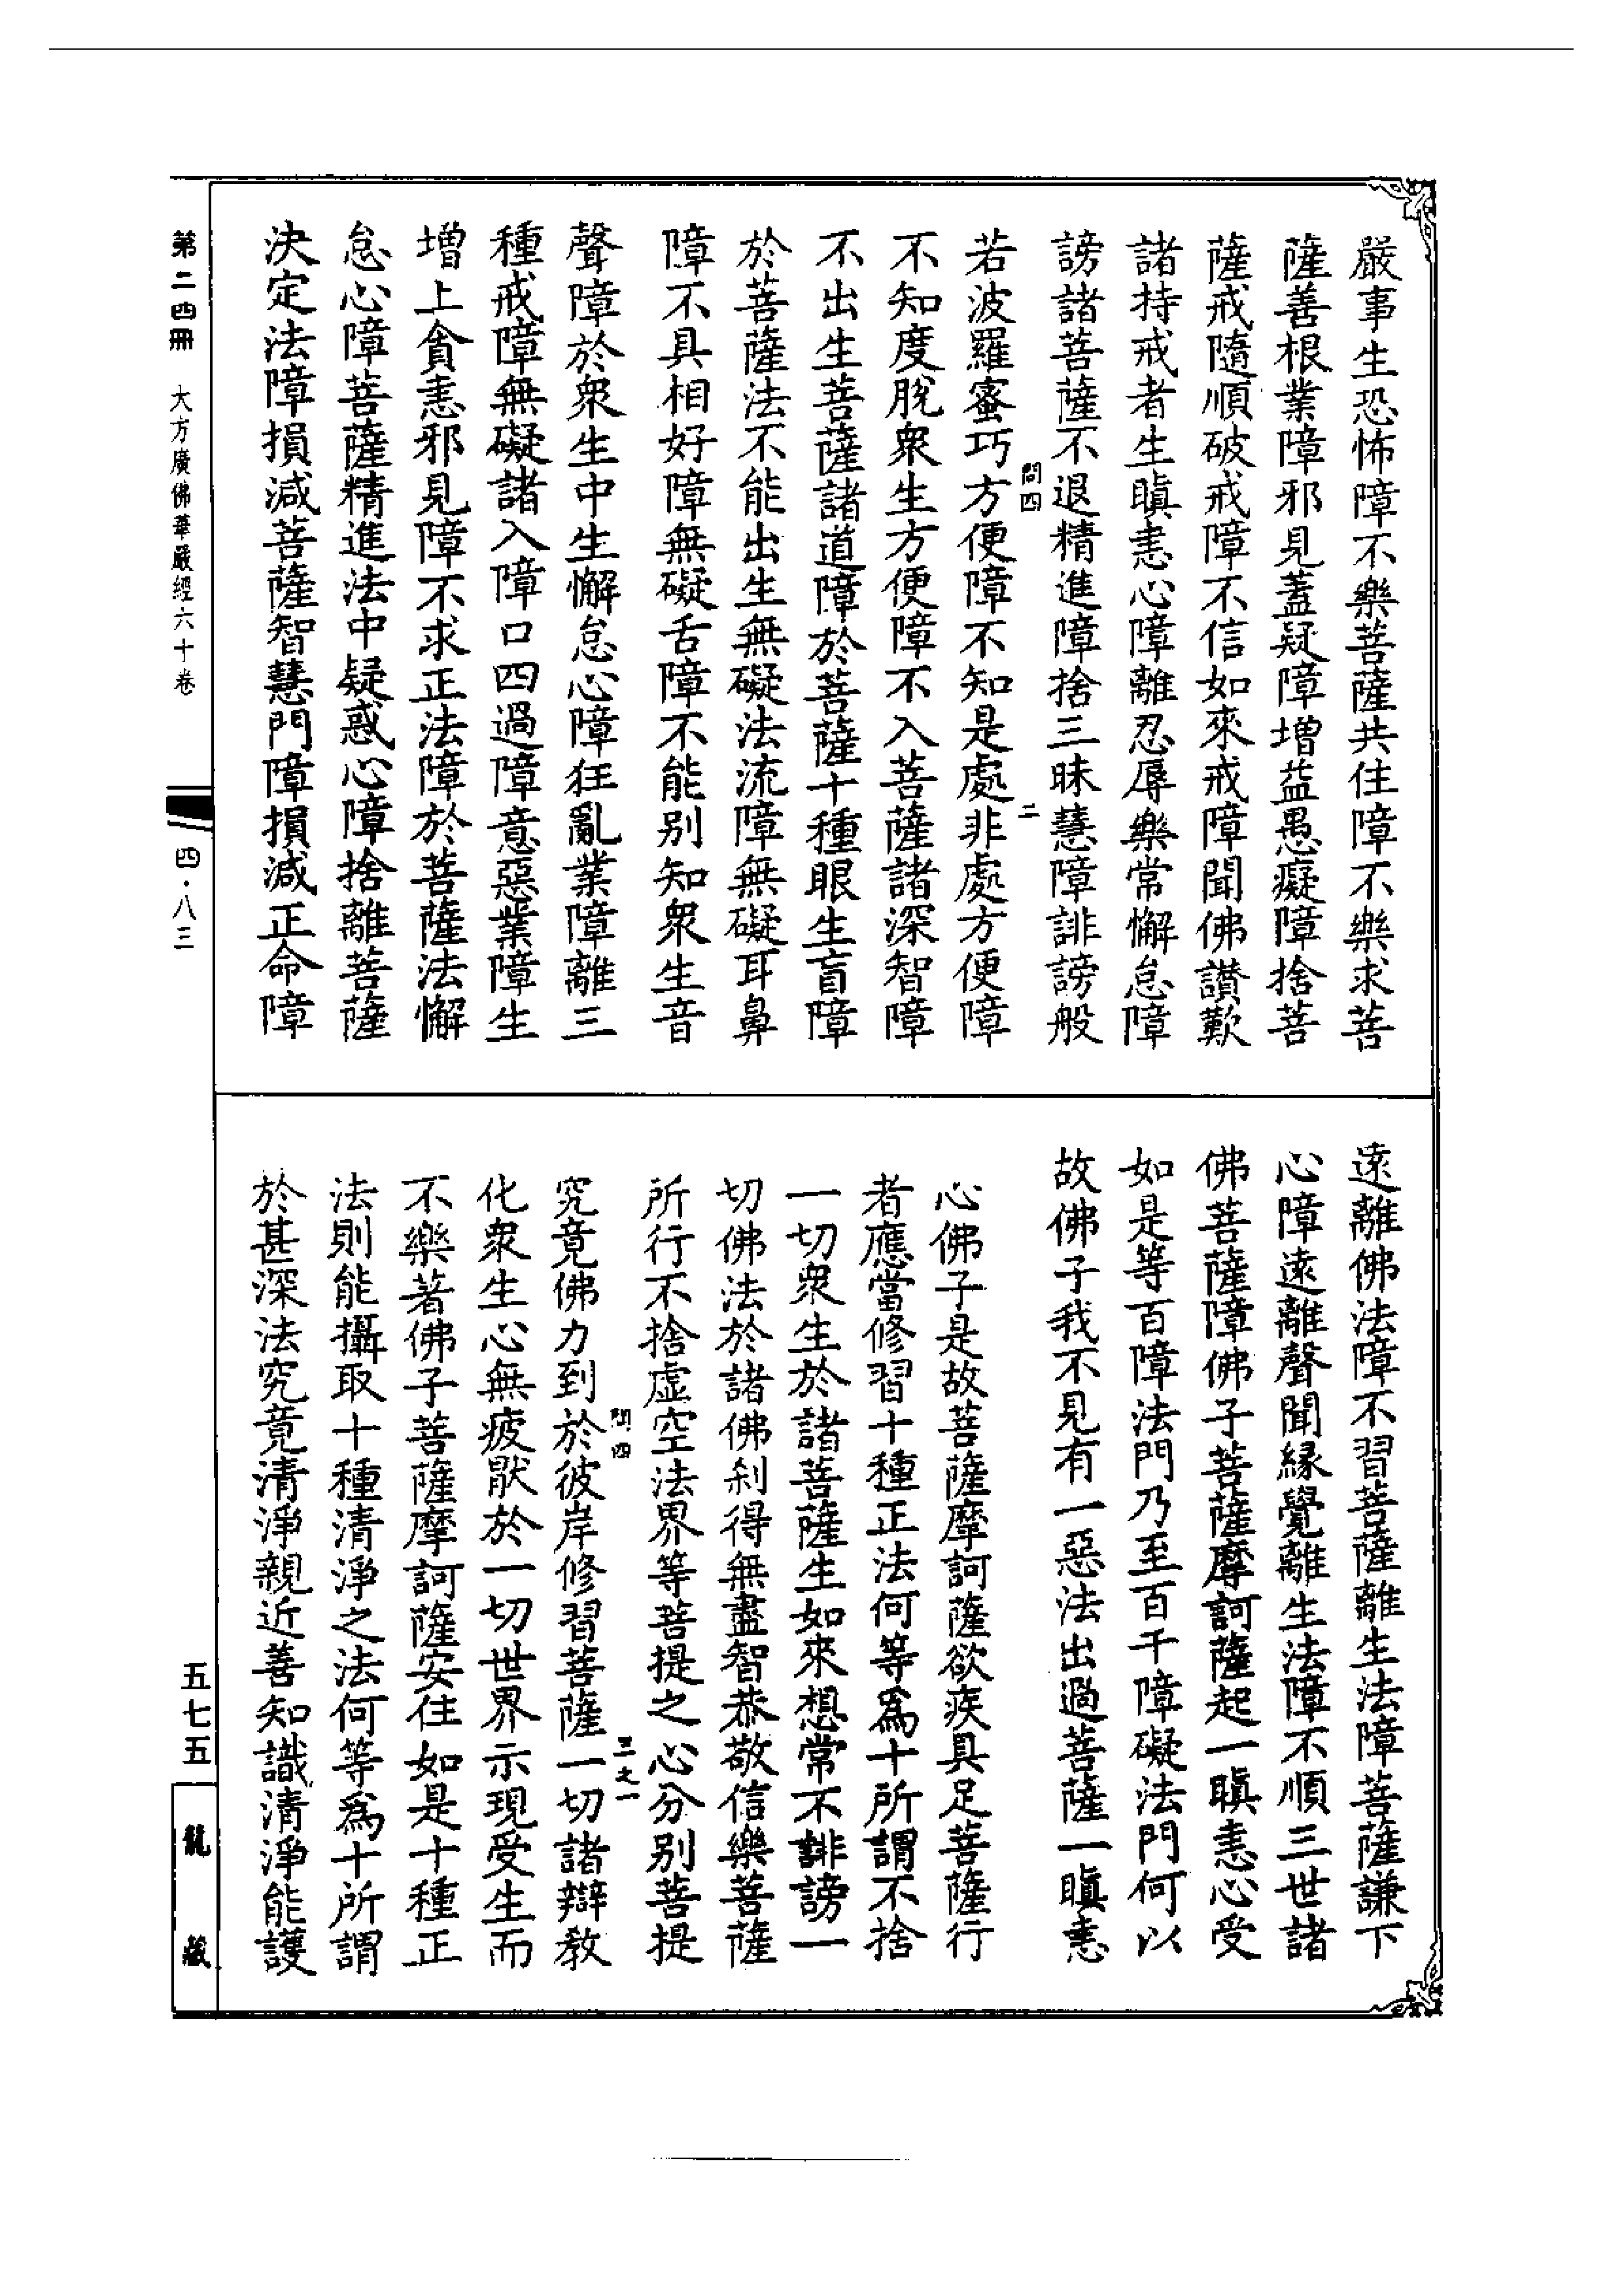 嚴事生恐怖障不樂菩薩共住障不樂求菩
薩善根業障邪見蓋疑障増益愚癡障捨菩
薩戒隨順破戒障不信如來戒障聞佛讃歎
諸持戒者生瞋恚心障離忍辱樂常懈怠障
謗諸菩薩不退精進障捨三昧慧障誹謗般
問四 二
若波羅蜜巧方便障不知是處非處方便障
不知度脫衆生方便障不入菩薩諸深智障
不出生菩薩諸道障於菩薩十種眼生盲障
於菩薩法不能出生無礙法流障無礙耳鼻
障不具相好障無礙舌障不能别知衆生音
聲障於衆生中生懈怠心障狂亂業障離三
種戒障無礙諸入障口四過障意惡業障生
増上貪恚邪見障不求正法障於菩薩法懈
怠心障菩薩精進法中疑惑心障捨離菩薩
決定法障損減菩薩智慧門障損減正命障
遠離佛法障不習菩薩離生法障菩薩謙下
心障遠離聲聞緣覺離生法障不順三世諸
佛菩薩障佛子菩薩摩訶薩起一瞋恚心受
如是等百障法門乃至百千障礙法門何以
故佛子我不見有一惡法出過菩薩一瞋恚
心佛子是故菩薩摩訶薩欲疾具足菩薩行
者應當修習十種正法何等爲十所謂不捨
一切衆生於諸菩薩生如來想常不誹謗一
切佛法於諸佛刹得無盡智恭敬信樂菩薩
所行不捨虛空法界等菩提之心分别菩提
問四 三之一
究竟佛力到於彼岸修習菩薩一切諸辯敎
化衆生心無疲厭於一切世界示現受生而
不樂著佛子菩薩摩訶薩安住如是十種正
法則能攝取十種清淨之法何等爲十所謂
於甚深法究竟清淨親近善知識清淨能護
第二四冊 大方廣佛華嚴經六十卷 四·八三
五七五 龍藏